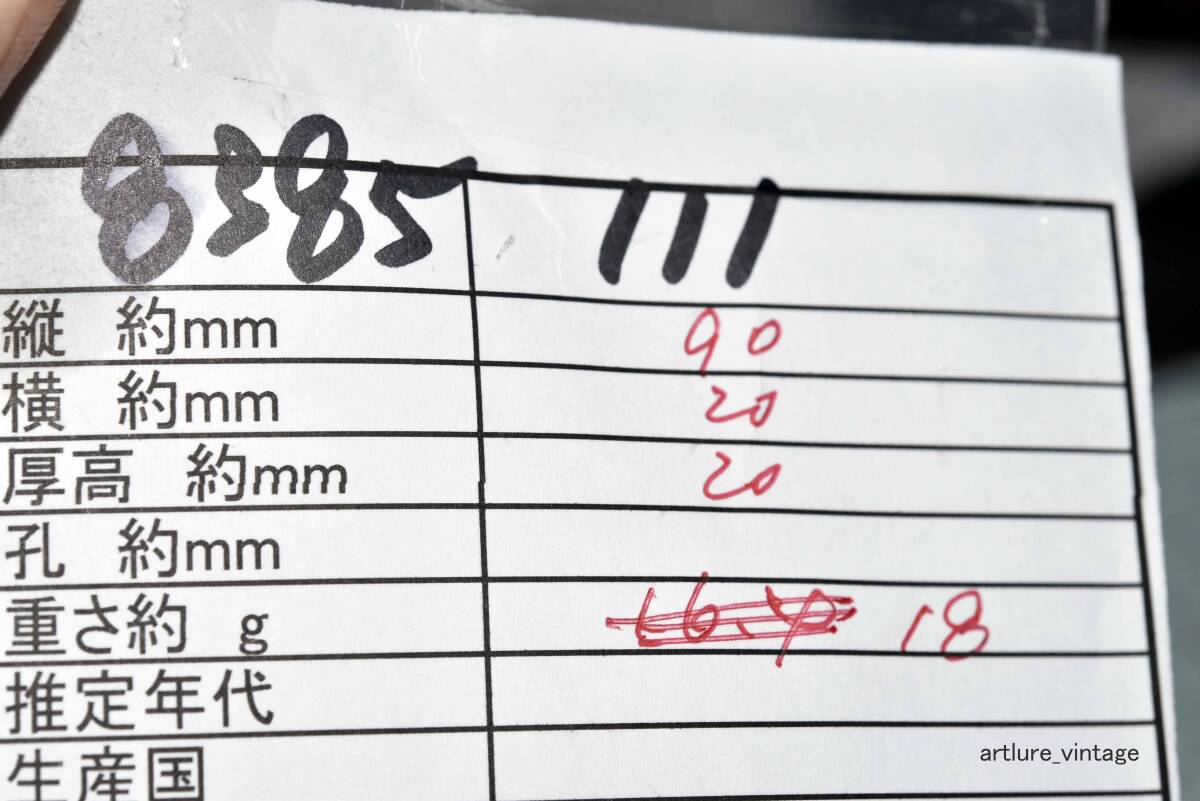 8385 111
縦 約mm 90
横 約mm 20
厚高 約mm 20
孔 約mm
重さ約 g 18
推定年代
生産国
artlure_vintage